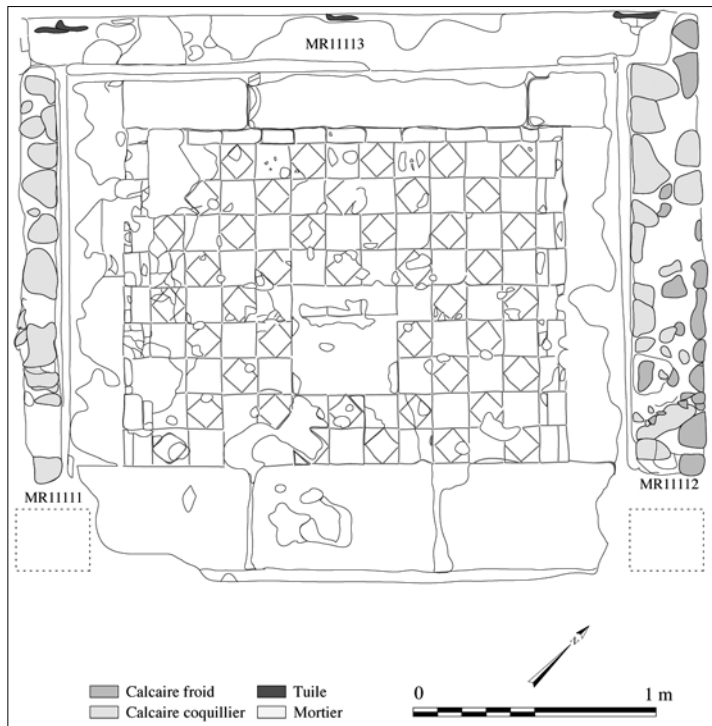 MR11113
MR11111
MR11112
N
Calcaire froid
Calcaire coquillier
Tuile
Mortier
0
1 m